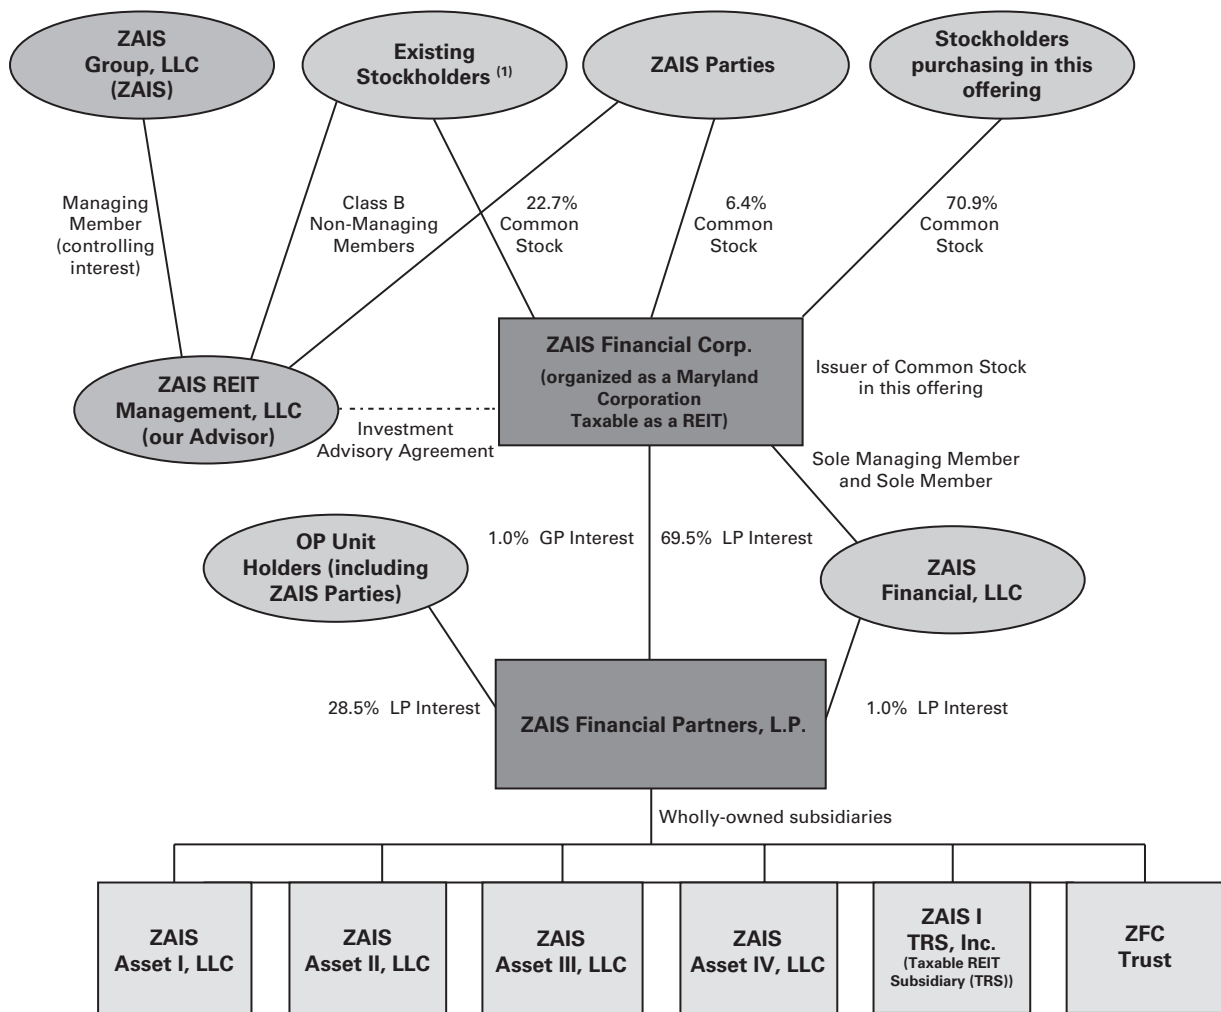 ZAIS
Group, LLC
(ZAIS)
Existing
Stockholders (1)
ZAIS Parties
Stockholders
purchasing in this
offering
Managing
Member
(controlling
interest)
Class B
Non-Managing
Members
22.7%
Common
Stock
6.4%
Common
Stock
70.9%
Common
Stock
ZAIS REIT
Management, LLC
(our Advisor)
Investment
Advisory Agreement
ZAIS Financial Corp.
(organized as a Maryland
Corporation
Taxable as a REIT)
Issuer of Common Stock
in this offering
Sole Managing Member
and Sole Member
OP Unit
Holders (including
ZAIS Parties)
1.0% GP Interest
69.5% LP Interest
ZAIS
Financial, LLC
28.5% LP Interest
ZAIS Financial Partners, L.P.
1.0% LP Interest
Wholly-owned subsidiaries
ZAIS
Asset I, LLC
ZAIS
Asset II, LLC
ZAIS
Asset III, LLC
ZAIS
Asset IV, LLC
ZAIS I
TRS, Inc.
(Taxable REIT
Subsidiary (TRS))
ZFC
Trust